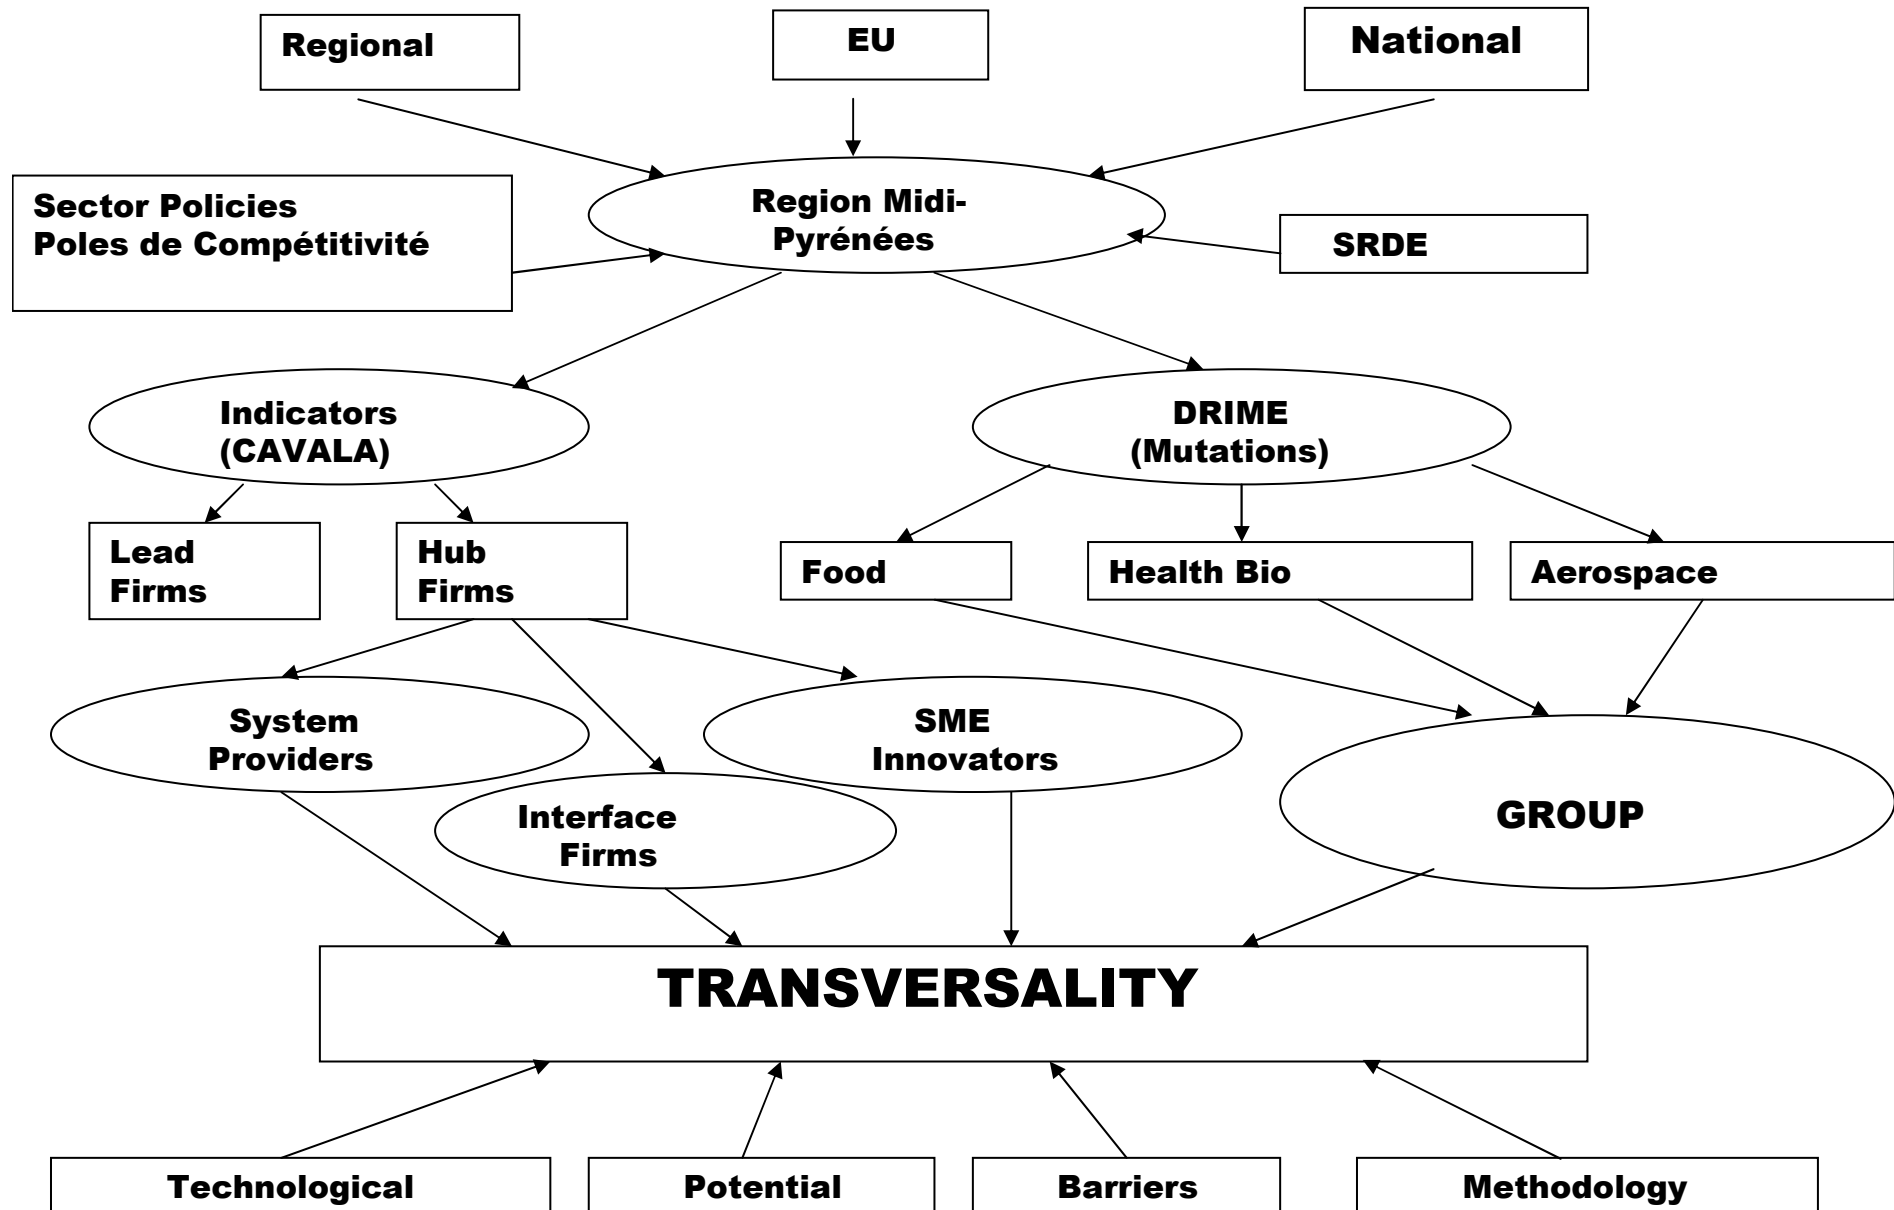 Regional
EU
National
Sector Policies
Poles de Compétitivité
Region Midi-
Pyrénées
SRDE
Indicators
(CAVALA)
DRIME
(Mutations)
Lead
Firms
Hub
Firms
Food
Health Bio
Aerospace
System
Providers
SME
Innovators
Interface
Firms
GROUP
TRANSVERSALITY
Technological
Potential
Barriers
Methodology